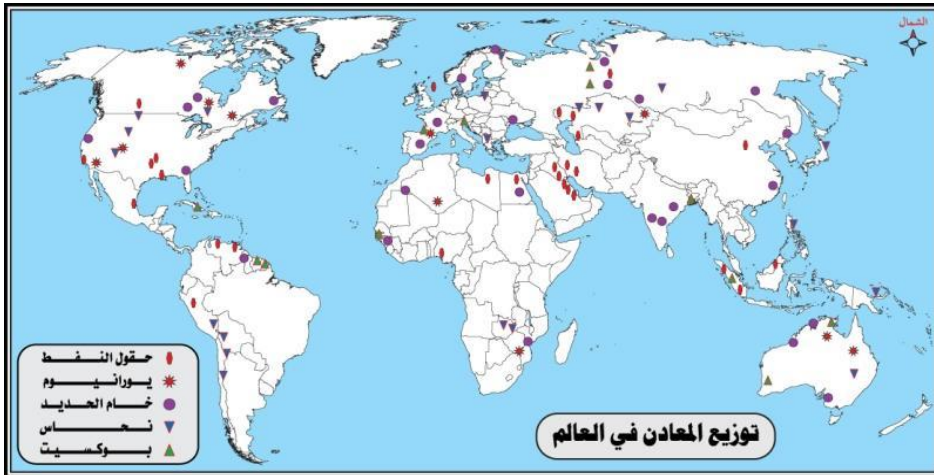 الشمال
حقول النفط
يورانيوم
خام الحديد
نحاس
بوكسيت
توزيع المعادن في العالم